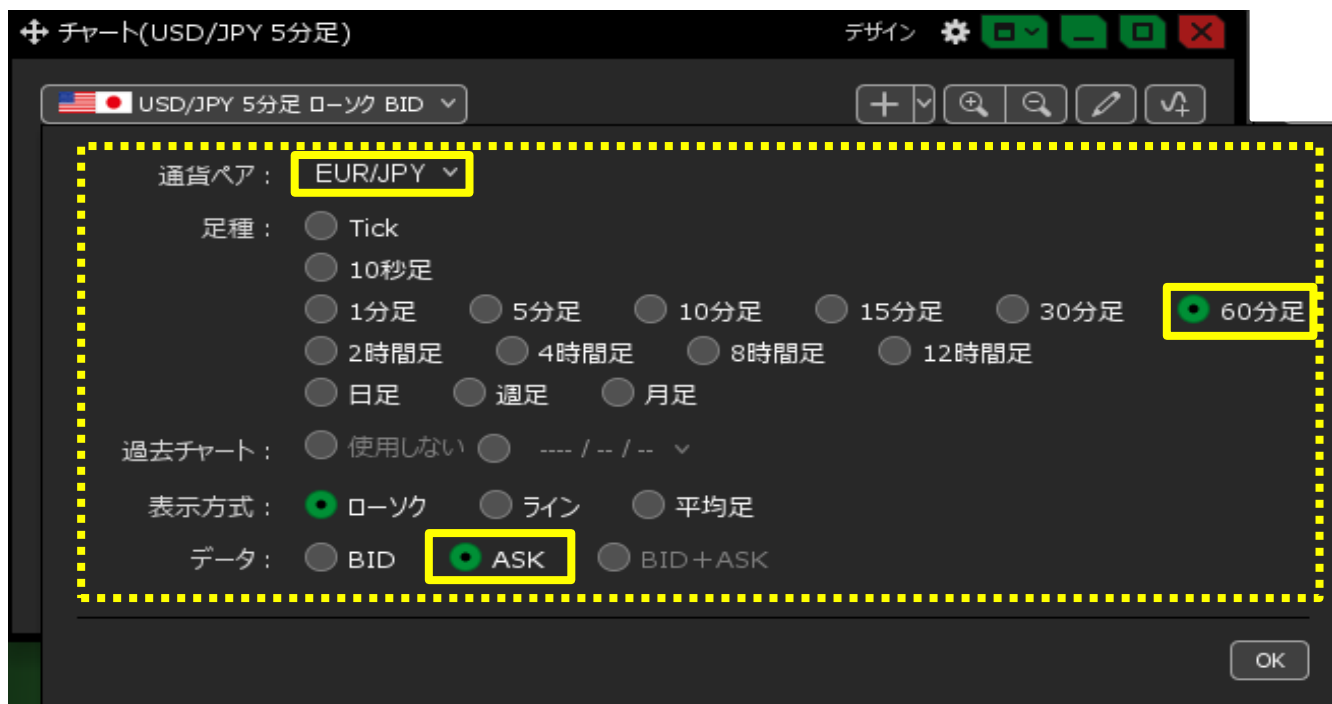 チャート(USD/JPY 5分足) デザイン
USD/JPY 5分足 ローソク BID
通貨ペア： EUR/JPY
足種： Tick
10秒足
1分足 5分足 10分足 15分足 30分足 60分足
2時間足 4時間足 8時間足 12時間足
日足 週足 月足
過去チャート： 使用しない ---- / -- / --
表示方式： ローソク ライン 平均足
データ： BID ASK BID+ASK
OK